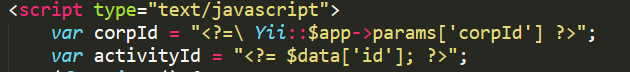 <script type="text/javascript">
var corpId = "<?=\ Yii::$app->params['corpId'] ?>";
var activityId = "<?= $data['id']; ?>";